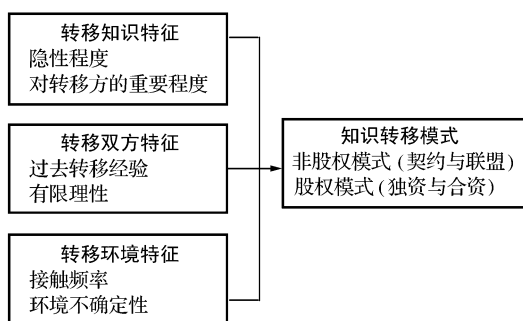 转移知识特征
隐性程度
对转移方的重要程度
转移双方特征
过去转移经验
有限理性
转移环境特征
接触频率
环境不确定性
知识转移模式
非股权模式(契约与联盟)
股权模式(独资与合资)